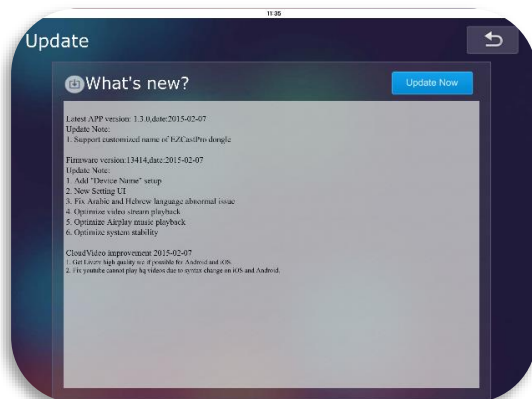 11:35
Update
What's new?
Update Now
Latest APP version: 1.3.0,date:2015-02-07
Update Note:
1. Support customized name of EZCastPro dongle
Firmware version:13414,date:2015-02-07
Update Note:
1. Add "Device Name" setup
2. New Setting UI
3. Fix Arabic and Hebrew language abnormal issue
4. Optimize video stream playback
5. Optimize Airplay music playback
6. Optimize system stability
CloudVideo improvement 2015-02-07
1. Get high quality if possible for Android and iOS.
2. Fix youtube cannot play hq videos due to syntax change on iOS and Android.